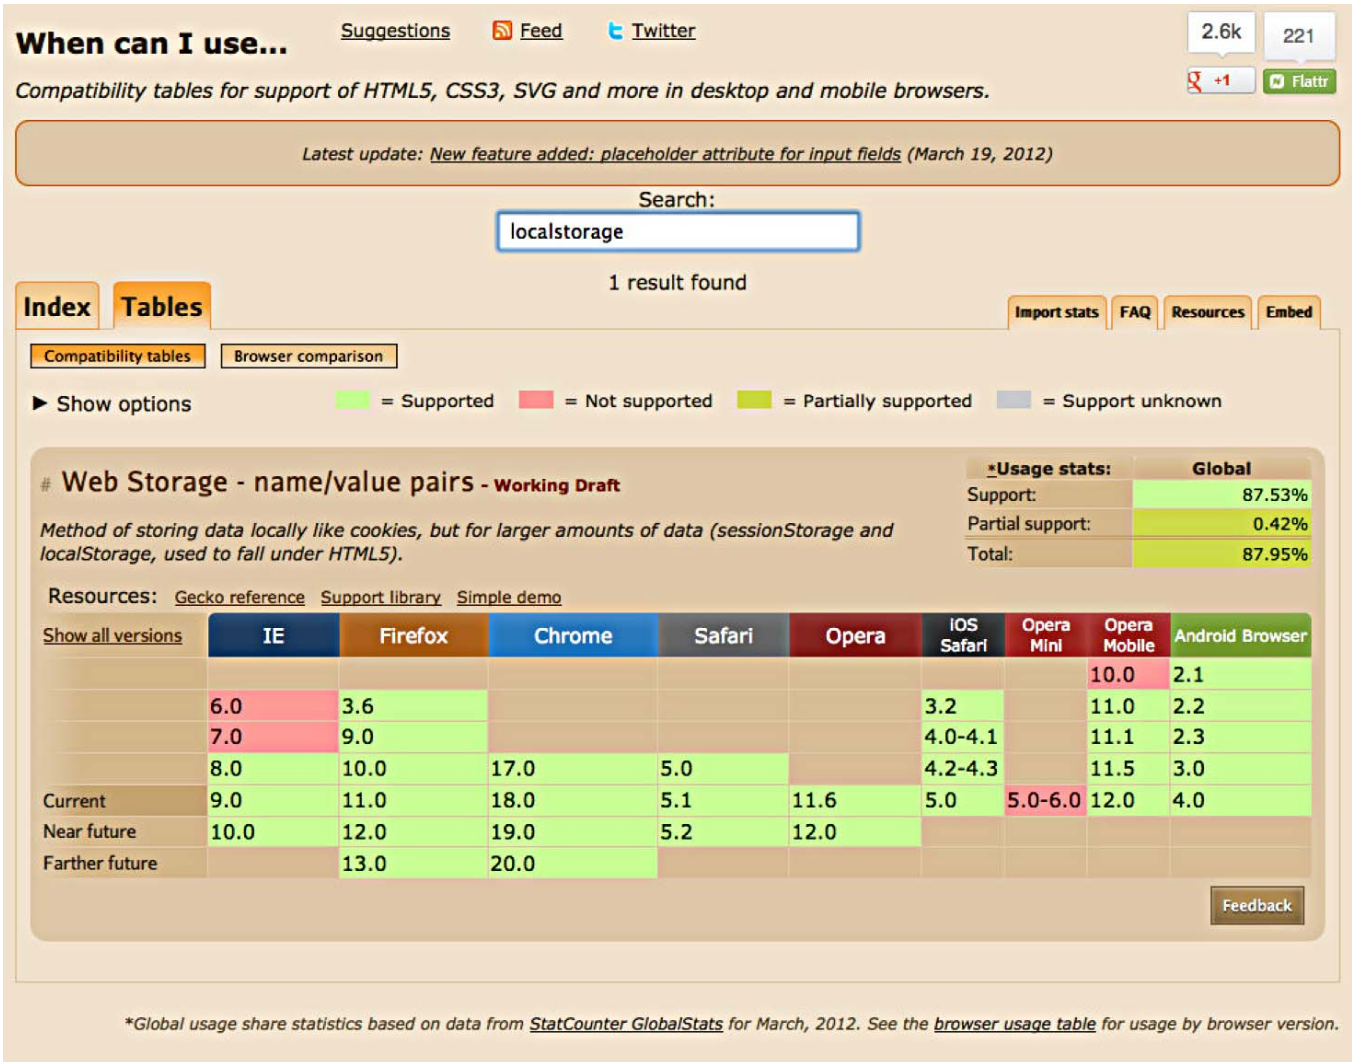 When can I use...
Suggestions
Feed
Twitter
2.6k
221
+1
Flattr
Compatibility tables for support of HTML5, CSS3, SVG and more in desktop and mobile browsers.
Latest update: New feature added: placeholder attribute for input fields (March 19, 2012)
Search:
localstorage
1 result found
Index
Tables
Import stats
FAQ
Resources
Embed
Compatibility tables
Browser comparison
Show options
= Supported
= Not supported
= Partially supported
= Support unknown
# Web Storage - name/value pairs - Working Draft
*Usage stats: Global
Support: 87.53%
Partial support: 0.42%
Total: 87.95%
Method of storing data locally like cookies, but for larger amounts of data (sessionStorage and
localStorage, used to fall under HTML5).
Resources: Gecko reference Support library Simple demo
Show all versions IE Firefox Chrome Safari Opera iOS Safari Opera Mini Opera Mobile Android Browser
10.0 2.1
6.0 3.6 3.2 11.0 2.2
7.0 9.0 4.0-4.1 11.1 2.3
8.0 10.0 17.0 5.0 4.2-4.3 11.5 3.0
Current 9.0 11.0 18.0 5.1 11.6 5.0 5.0-6.0 12.0 4.0
Near future 10.0 12.0 19.0 5.2 12.0
Farther future 13.0 20.0
Feedback
*Global usage share statistics based on data from StatCounter GlobalStats for March, 2012. See the browser usage table for usage by browser version.